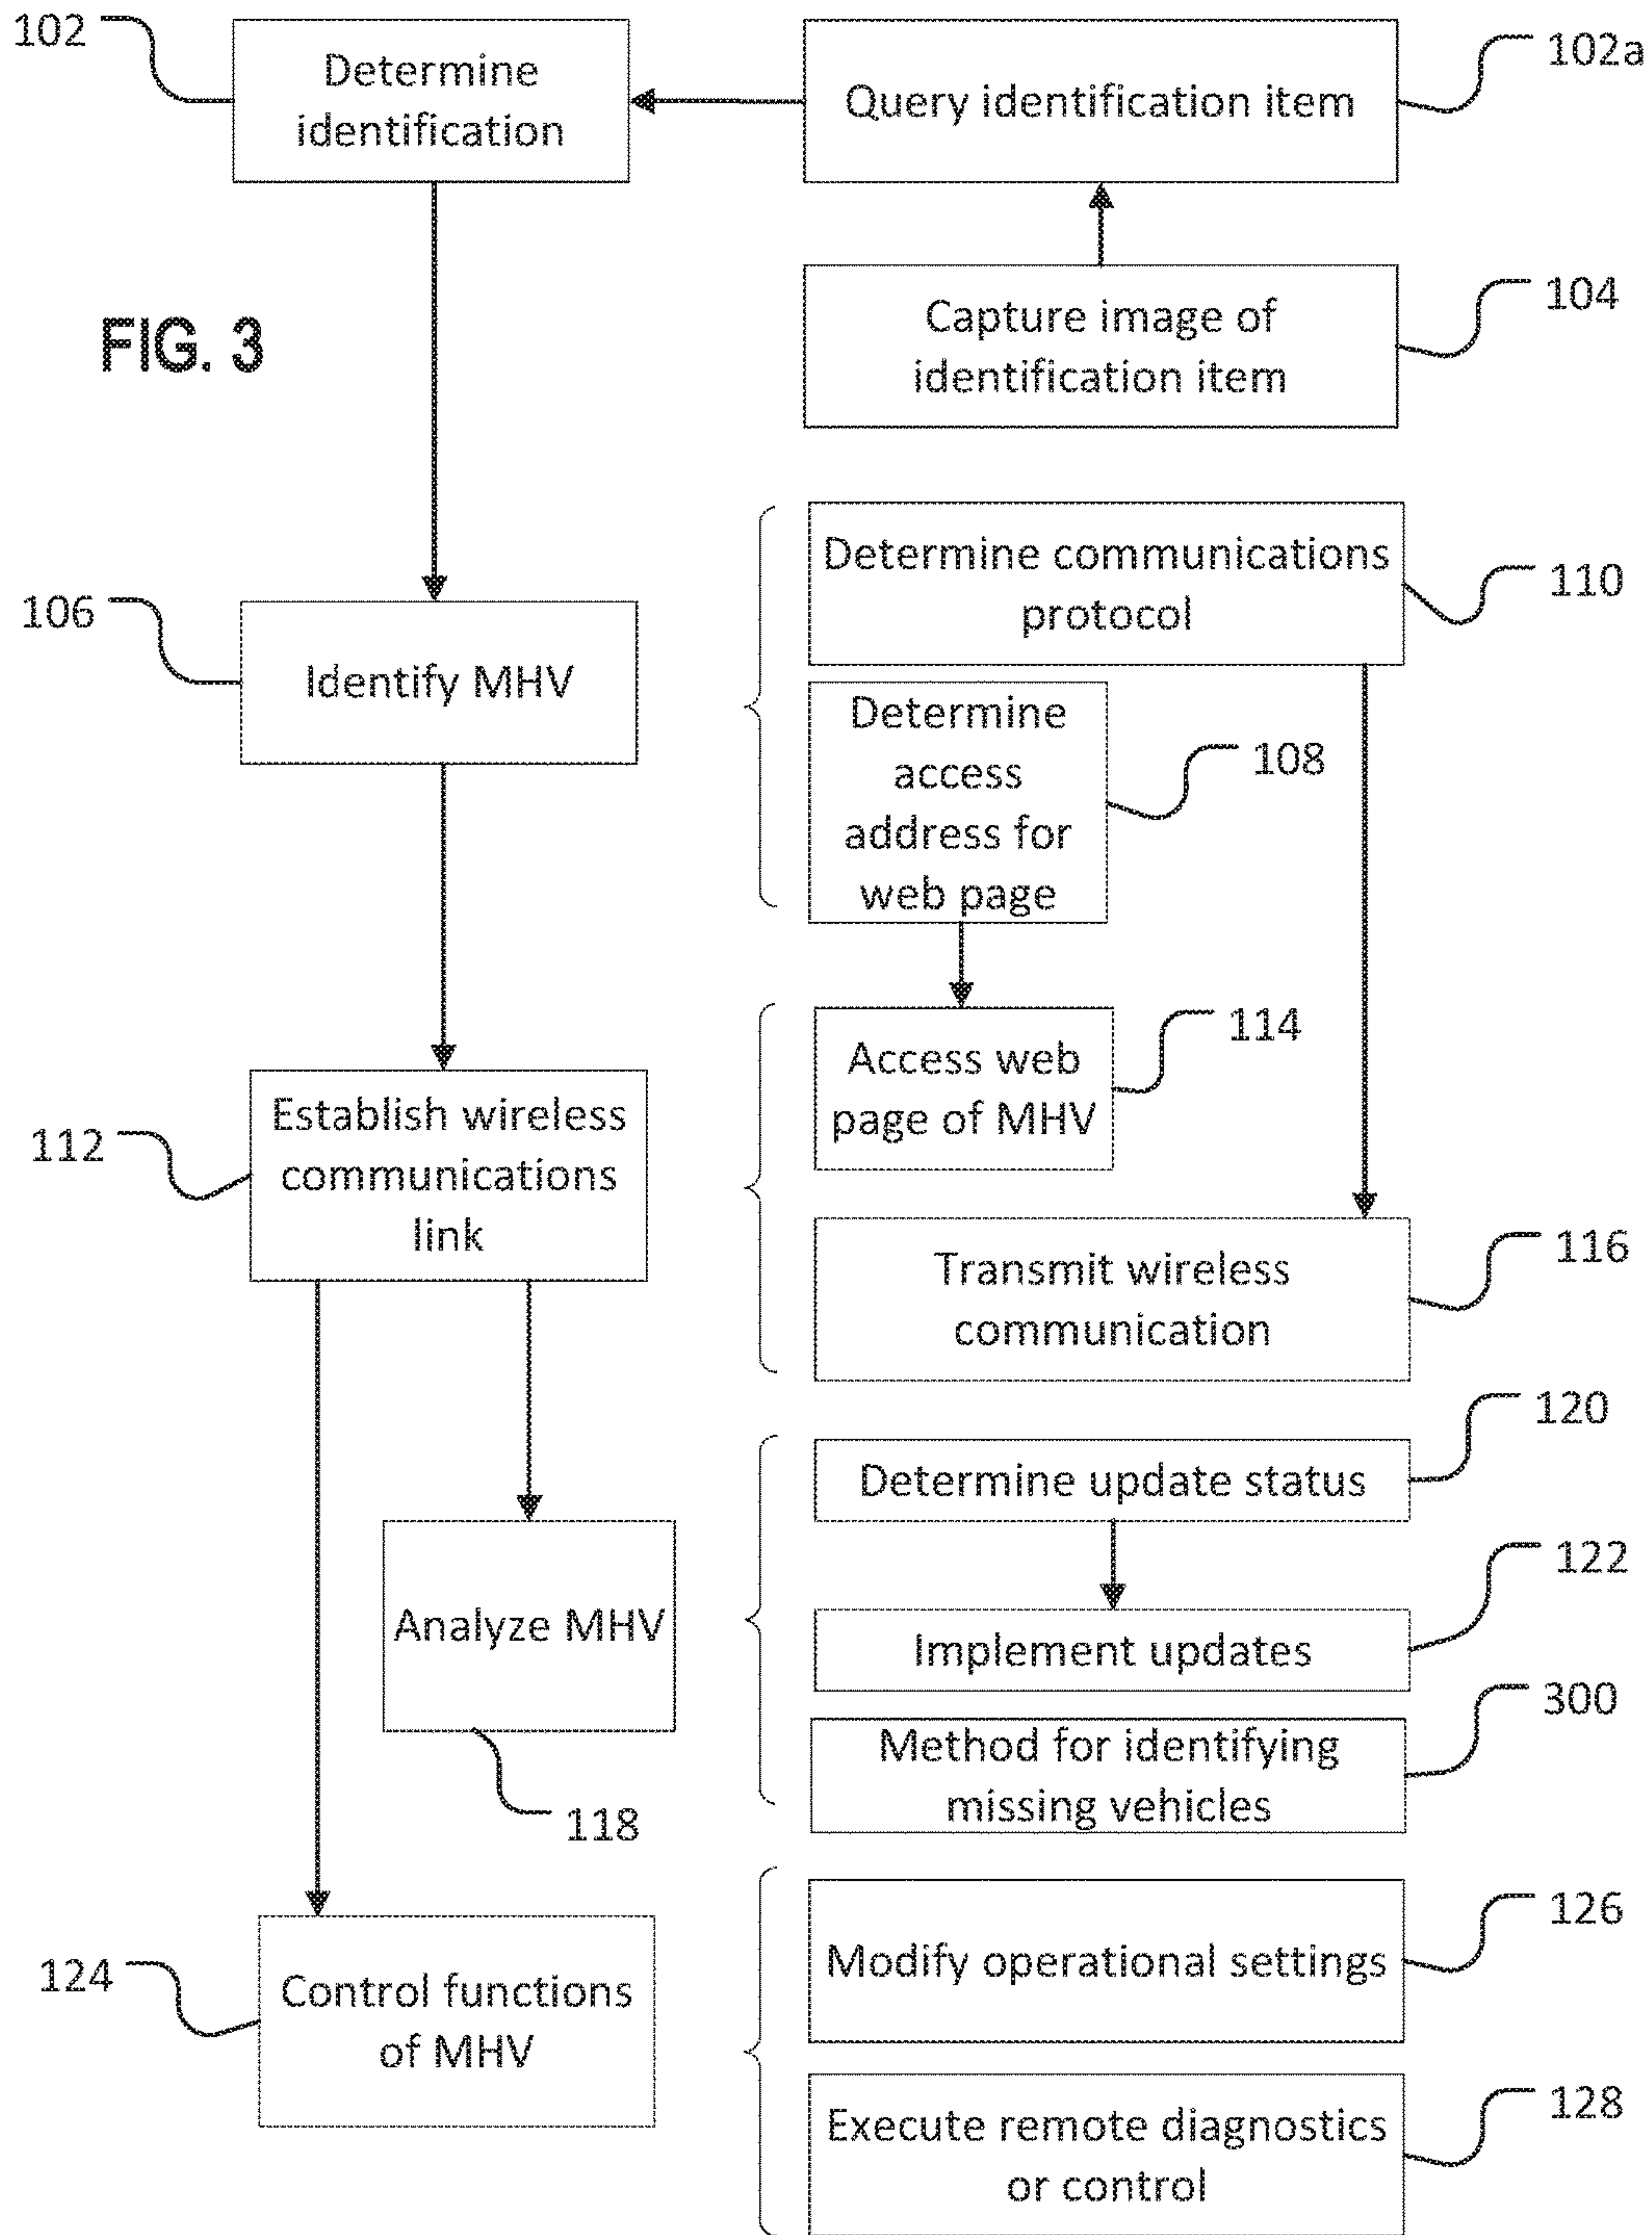 102
Determine
identification
Query identification item
102a
Capture image of
identification item
104
FIG. 3
106
Identify MHV
Determine communications
protocol
110
Determine
access
address for
web page
108
112
Establish wireless
communications
link
Access web
page of MHV
114
Transmit wireless
communication
116
Analyze MHV
118
Determine update status
120
Implement updates
122
Method for identifying
missing vehicles
300
124
Control functions
of MHV
Modify operational settings
126
Execute remote diagnostics
or control
128